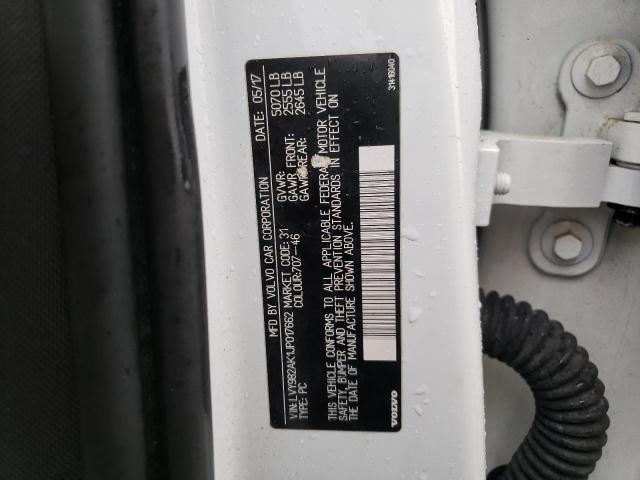 MFD BY VOLVO CAR CORPORATION DATE: 05/17
GVWR: 5070 LB
GAWR FRONT: 2555 LB
GAWR REAR: 2645 LB
VIN: LVY982AK1JP017662 MARKET CODE: 31
TYPE: PC COLOUR: 707-46
THIS VEHICLE CONFORMS TO ALL APPLICABLE FEDERAL MOTOR VEHICLE
SAFETY, BUMPER AND THEFT PREVENTION STANDARDS IN EFFECT ON
THE DATE OF MANUFACTURE SHOWN ABOVE.
VOLVO 31416040